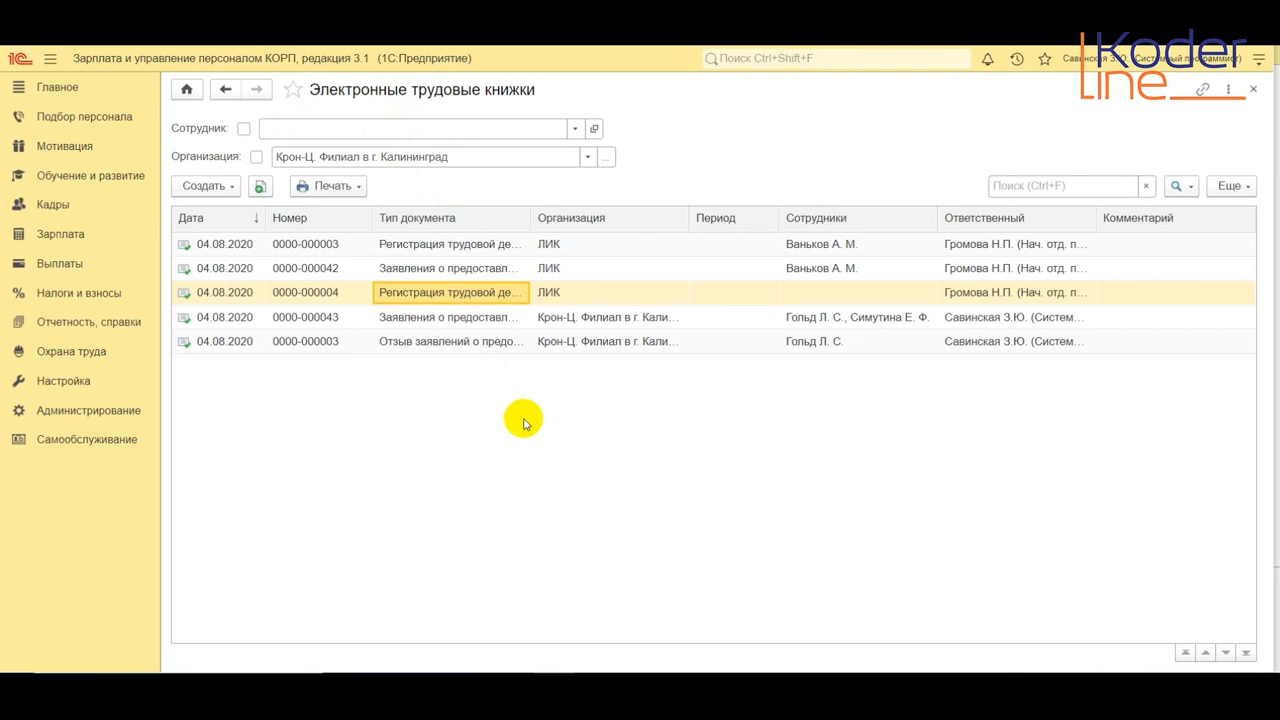 Koder
line
1С Зарплата и управление персоналом КОРП, редакция 3.1 (1С:Предприятие) Поиск Ctrl+Shift+F
Главное
Подбор персонала
Мотивация
Обучение и развитие
Кадры
Зарплата
Выплаты
Налоги и взносы
Отчетность, справки
Охрана труда
Настройка
Администрирование
Самообслуживание
Электронные трудовые книжки
Сотрудник:
Организация: Крон-Ц. Филиал в г. Калининград ...
Создать Печать Поиск (Ctrl+F) × Еще
Дата ↓ Номер Тип документа Организация Период Сотрудники Ответственный Комментарий
04.08.2020 0000-000003 Регистрация трудовой де... ЛИК Ваньков А. М. Громова Н.П. (Нач. отд. п...
04.08.2020 0000-000042 Заявления о предоставл... ЛИК Ваньков А. М. Громова Н.П. (Нач. отд. п...
04.08.2020 0000-000004 Регистрация трудовой де... ЛИК Громова Н.П. (Нач. отд. п...
04.08.2020 0000-000043 Заявления о предоставл... Крон-Ц. Филиал в г. Кали... Гольд Л. С., Симутина Е. Ф. Савинская З.Ю. (Систем...
04.08.2020 0000-000003 Отзыв заявлений о предо... Крон-Ц. Филиал в г. Кали... Гольд Л. С. Савинская З.Ю. (Систем...